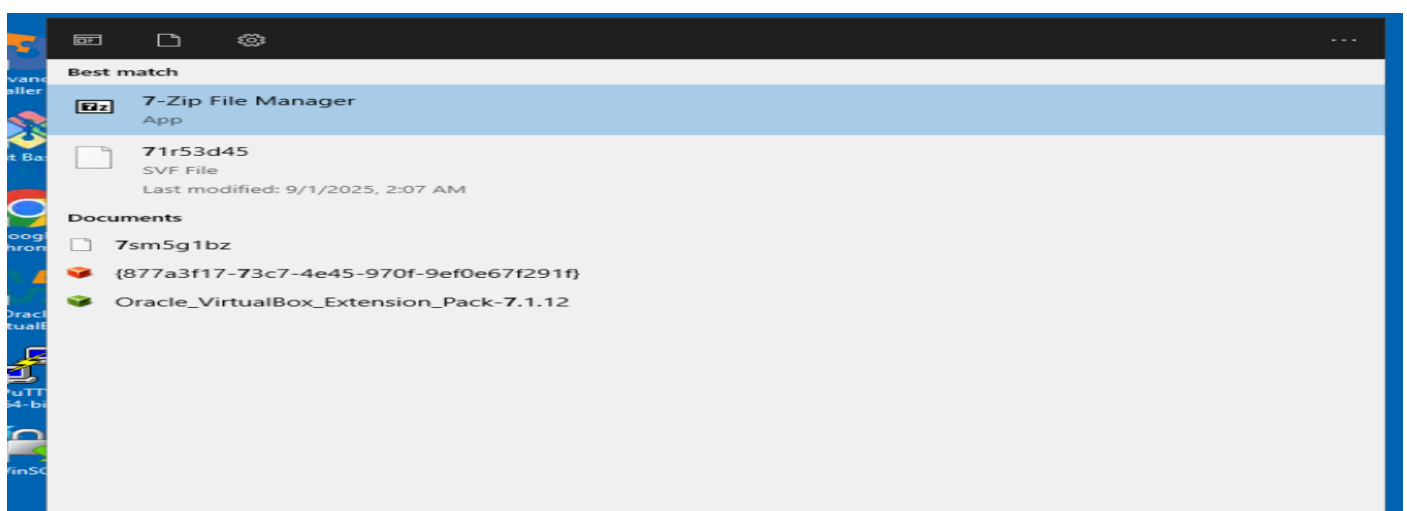 Best match
7-Zip File Manager
App
71r53d45
SVF File
Last modified: 9/1/2025, 2:07 AM
Documents
7sm5g1bz
{877a3f17-73c7-4e45-970f-9ef0e67f291f}
Oracle_VirtualBox_Extension_Pack-7.1.12